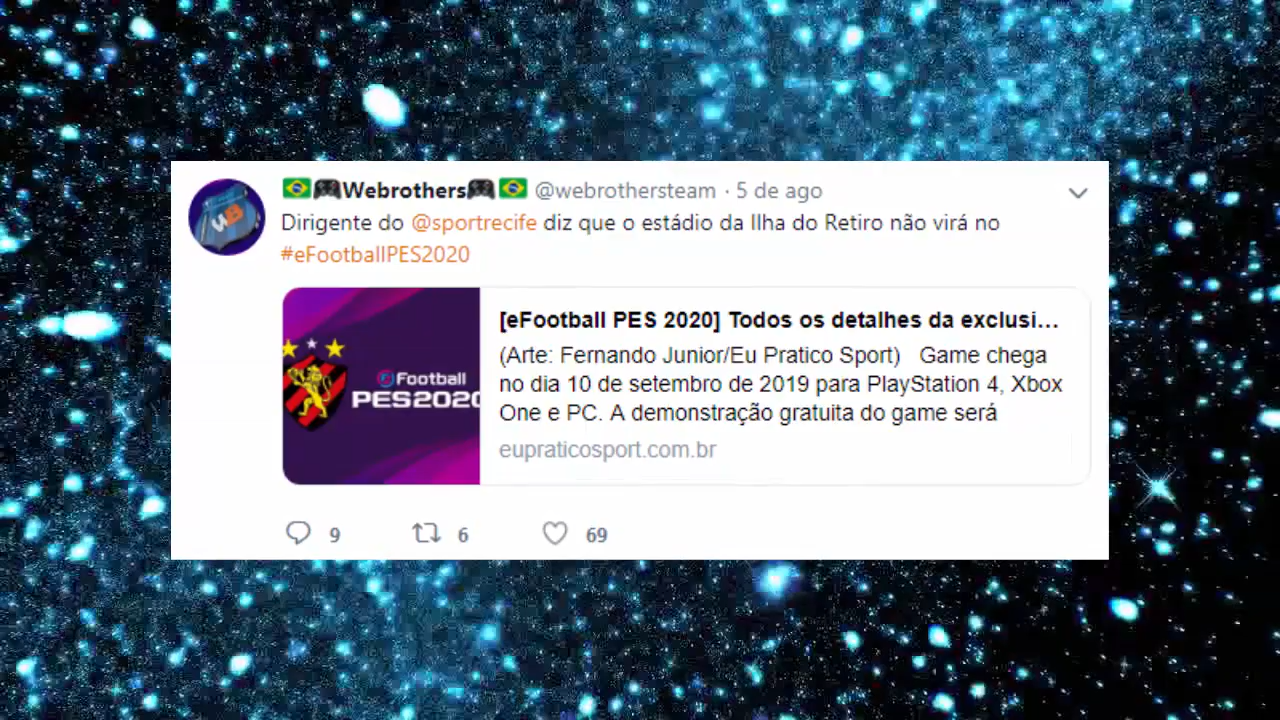 Webrothers @webrothersteam · 5 de ago
Dirigente do @sportrecife diz que o estádio da Ilha do Retiro não virá no
#eFootballPES2020
WB
[eFootball PES 2020] Todos os detalhes da exclusi...
(Arte: Fernando Junior/Eu Pratico Sport) Game chega
no dia 10 de setembro de 2019 para PlayStation 4, Xbox
One e PC. A demonstração gratuita do game será
eupraticosport.com.br
eFootball
PES2020
9 6 69